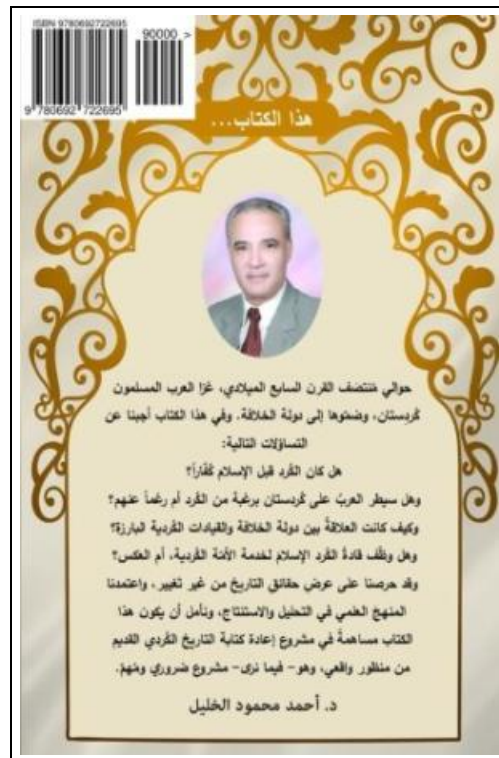 ISBN 9780692722695
90000 >
9 780692 722695
هذا الكتاب...
حوالي مُنتصف القرن السابع الميلادي، غزا العرب المسلمون
كُردستان، وضمّوها إلى دولة الخلافة. وفي هذا الكتاب أجبنا عن
التساؤلات التالية:
هل كان الكُرد قبل الإسلام كُفّاراً؟
وهل سيطر العربُ على كُردستان برغبة من الكُرد أم رغماً عنهم؟
وكيف كانت العلاقةُ بين دولة الخلافة والقيادات الكُردية البارزة؟
وهل وظّف قادةُ الكُرد الإسلام لخدمة الأمّة الكُردية، أم العكس؟
وقد حرصنا على عرض حقائق التاريخ من غير تغيير، واعتمدنا
المنهجَ العلمي في التحليل والاستنتاج، ونأمل أن يكون هذا
الكتاب مساهمةً في مشروع إعادة كتابة التاريخ الكُردي القديم
من منظور واقعي، وهو- فيما نرى- مشروع ضروري ومُهمّ.
د. أحمد محمود الخليل